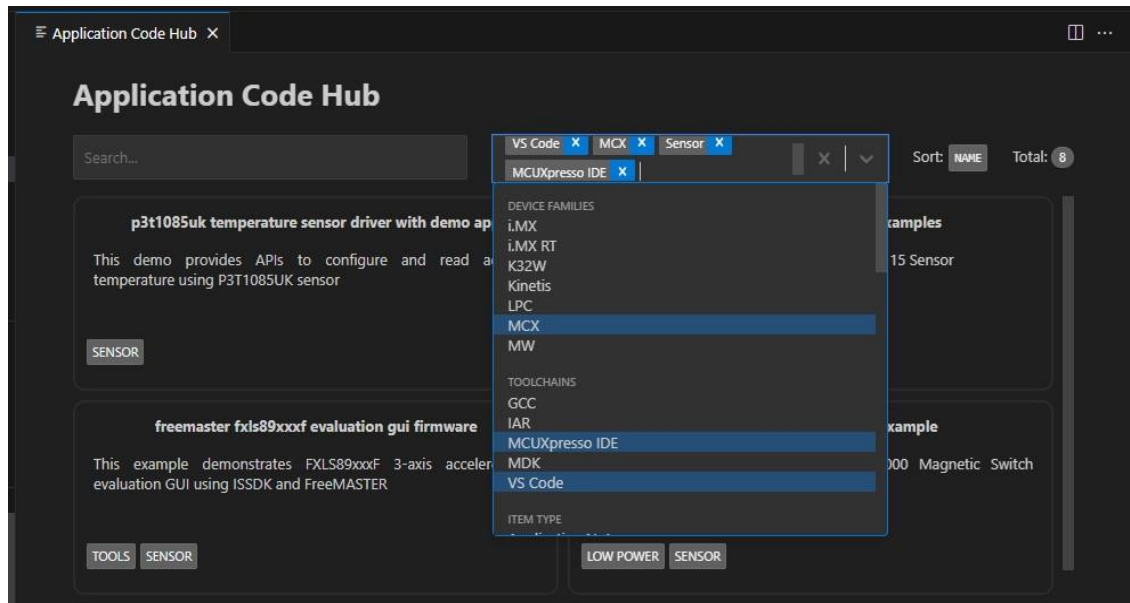 Application Code Hub
Application Code Hub
Search...
VS Code X MCX X Sensor X
MCUXpresso IDE X
Sort: NAME Total: 8
p3t1085uk temperature sensor driver with demo ap
This demo provides APIs to configure and read a
temperature using P3T1085UK sensor
SENSOR
DEVICE FAMILIES
i.MX
i.MX RT
K32W
Kinetis
LPC
MCX
MW
TOOLCHAINS
GCC
IAR
MCUXpresso IDE
MDK
VS Code
ITEM TYPE
15 Sensor
freemaster fxls89xxxf evaluation gui firmware
This example demonstrates FXLS89xxxF 3-axis acceler
evaluation GUI using ISSDK and FreeMASTER
TOOLS SENSOR
000 Magnetic Switch
LOW POWER SENSOR